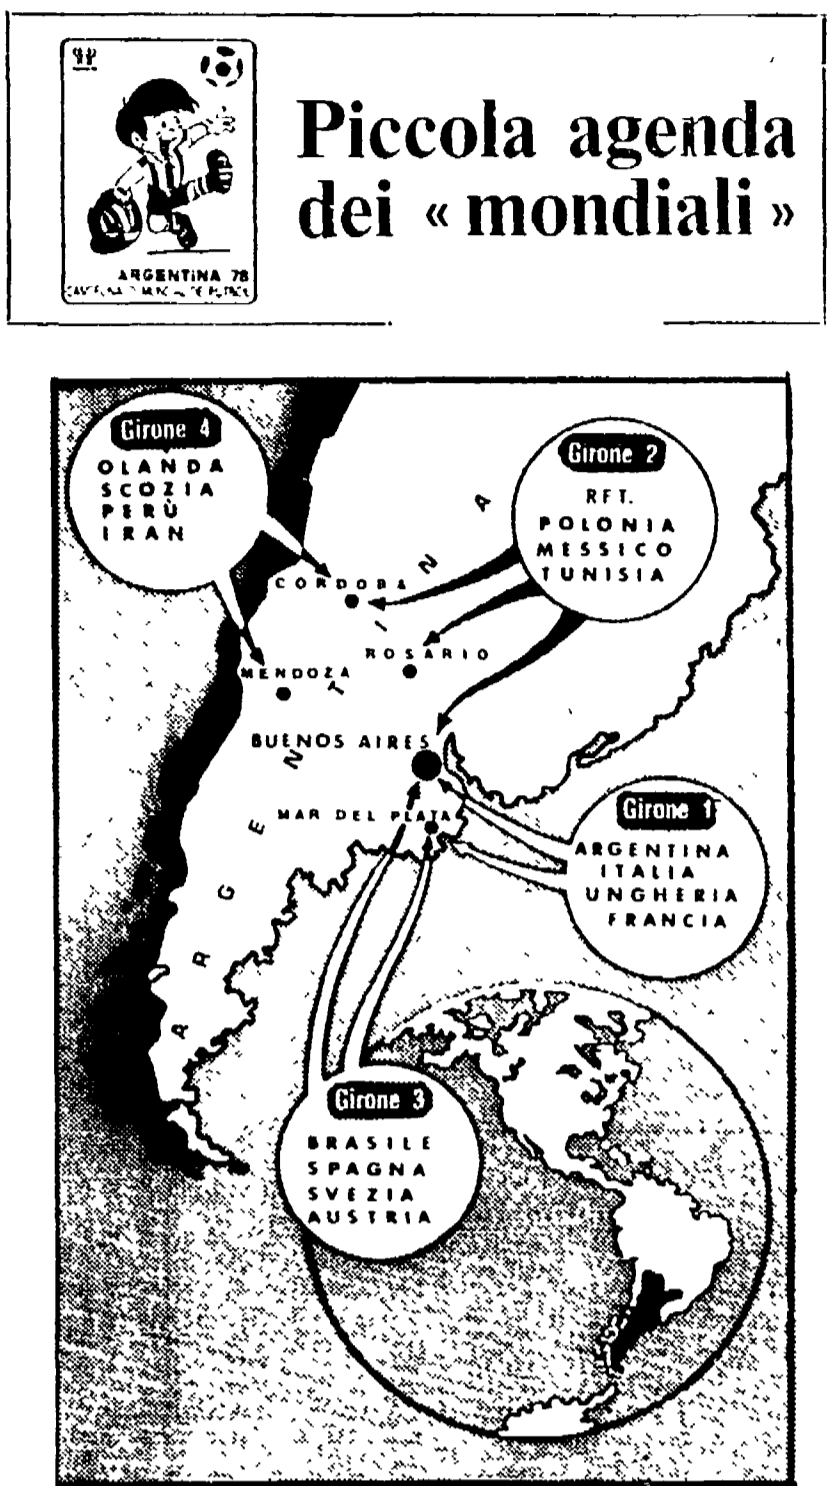 Piccola agenda
dei « mondiali »
ARGENTINA 78
Girone 4
OLANDA
SCOZIA
PERÙ
IRAN
Girone 2
RFT.
POLONIA
MESSICO
TUNISIA
CORDOBA
ROSARIO
MENDOZA
BUENOS AIRES
MAR DEL PLATA
ARGENTINA
Girone 1
ARGENTINA
ITALIA
UNGHERIA
FRANCIA
Girone 3
BRASILE
SPAGNA
SVEZIA
AUSTRIA